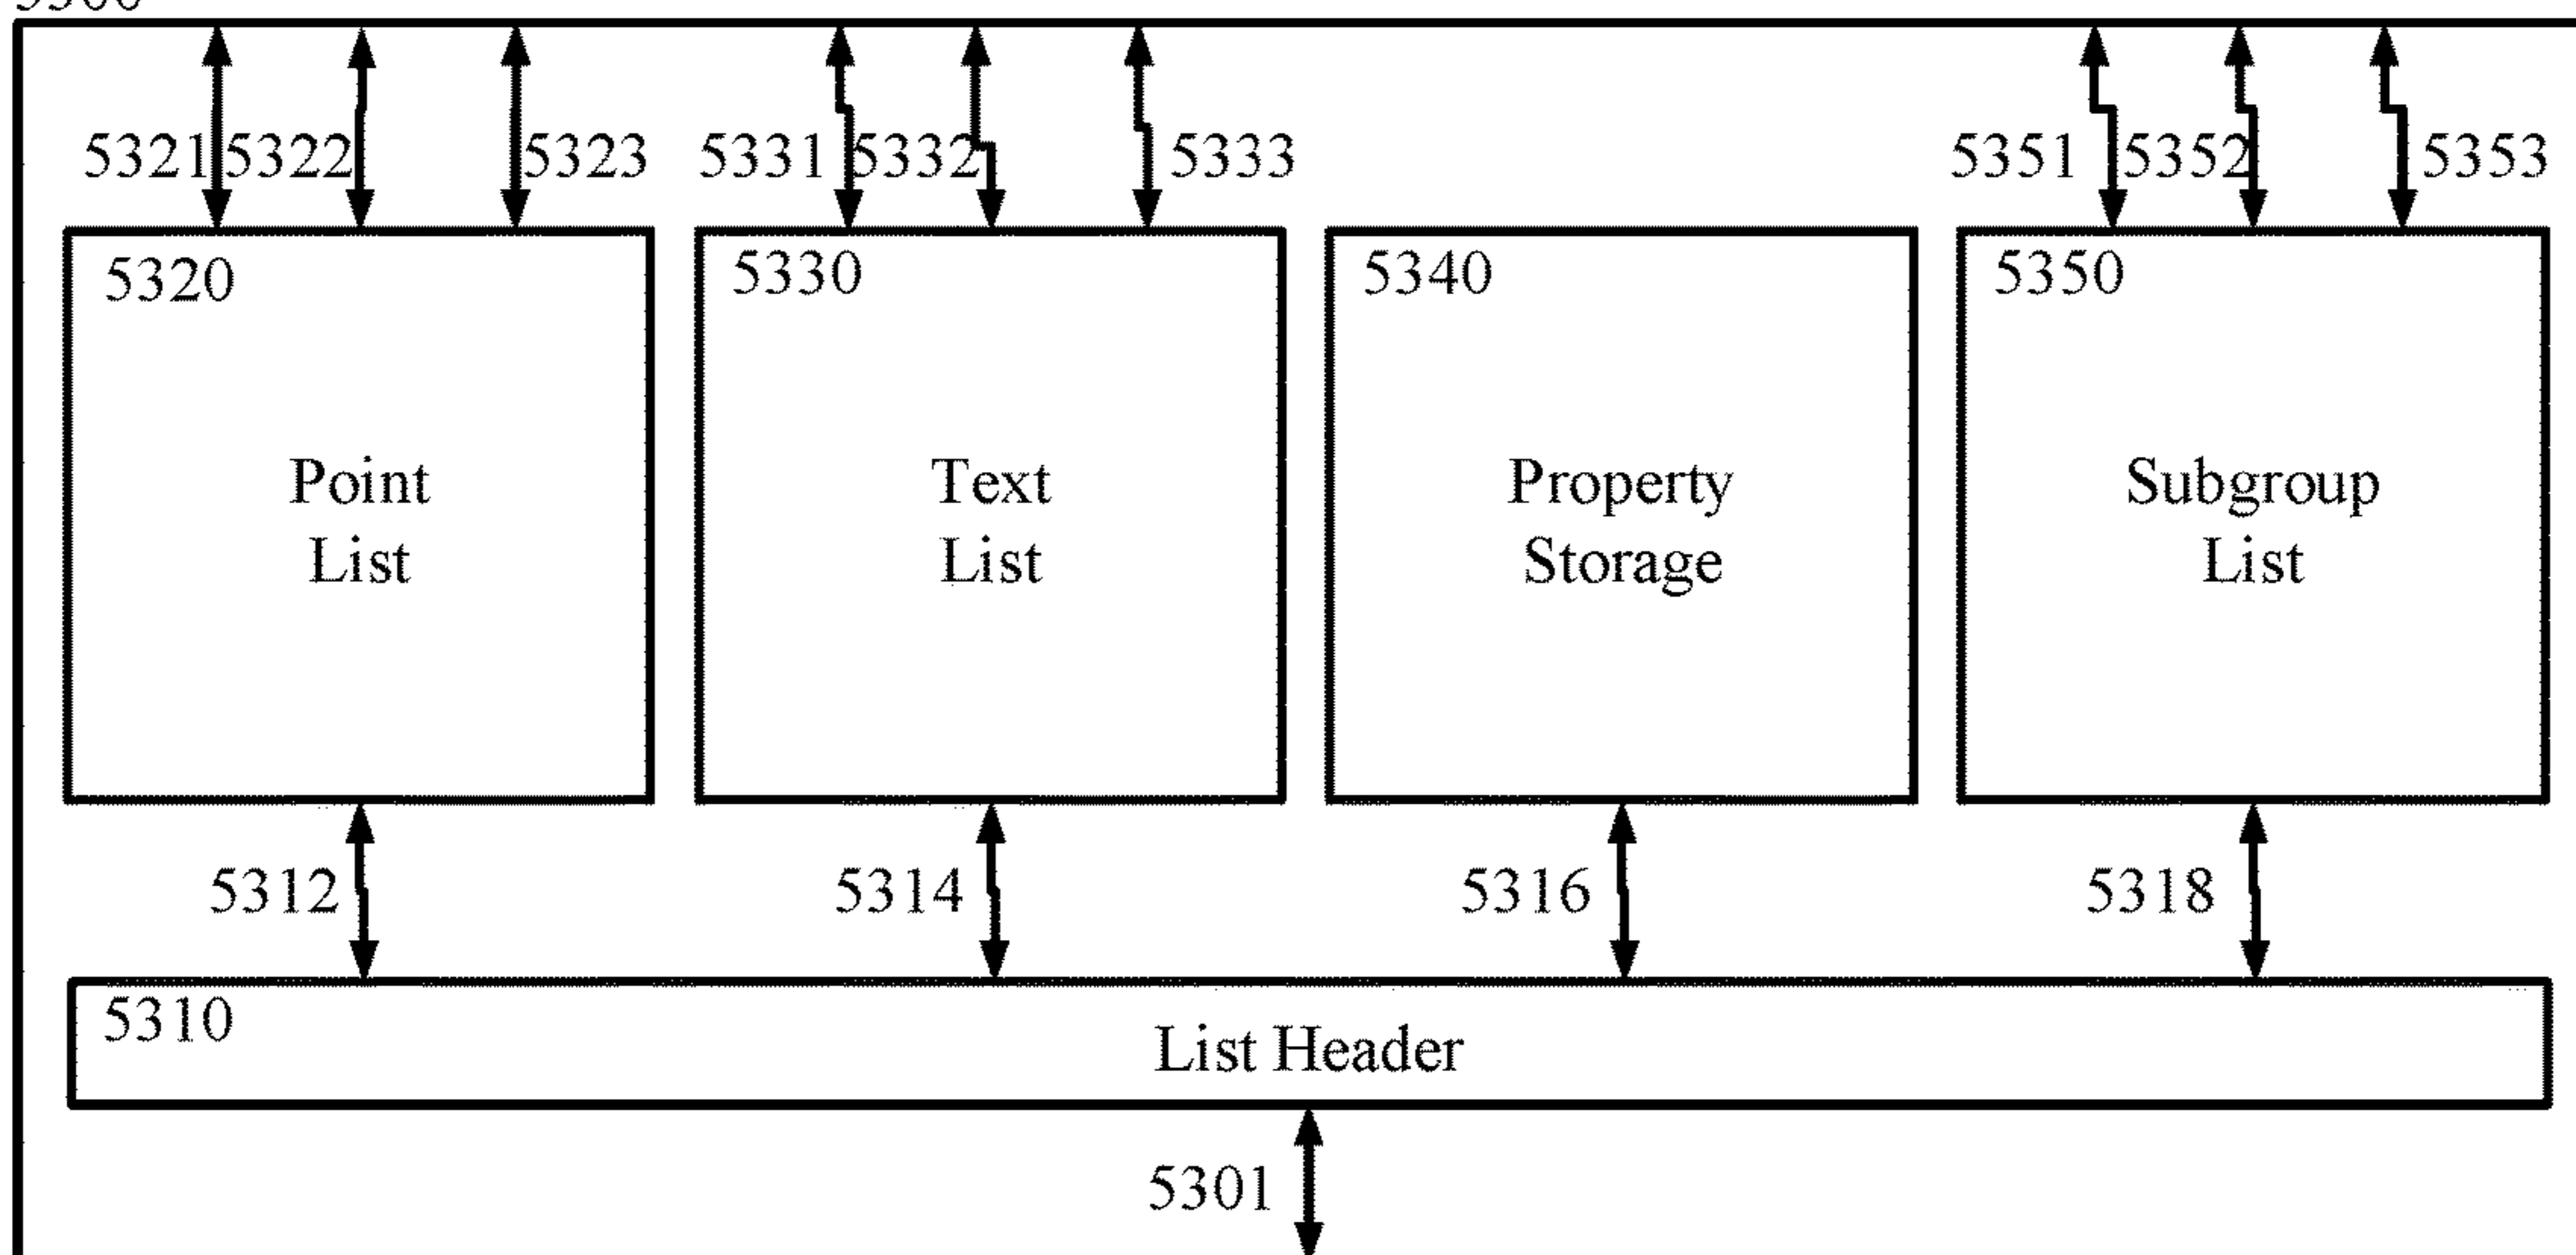 5321 5322 5323 5331 5332 5333 5351 5352 5353
5320 5330 5340 5350
Point
List
Text
List
Property
Storage
Subgroup
List
5312 5314 5316 5318
5310
List Header
5301